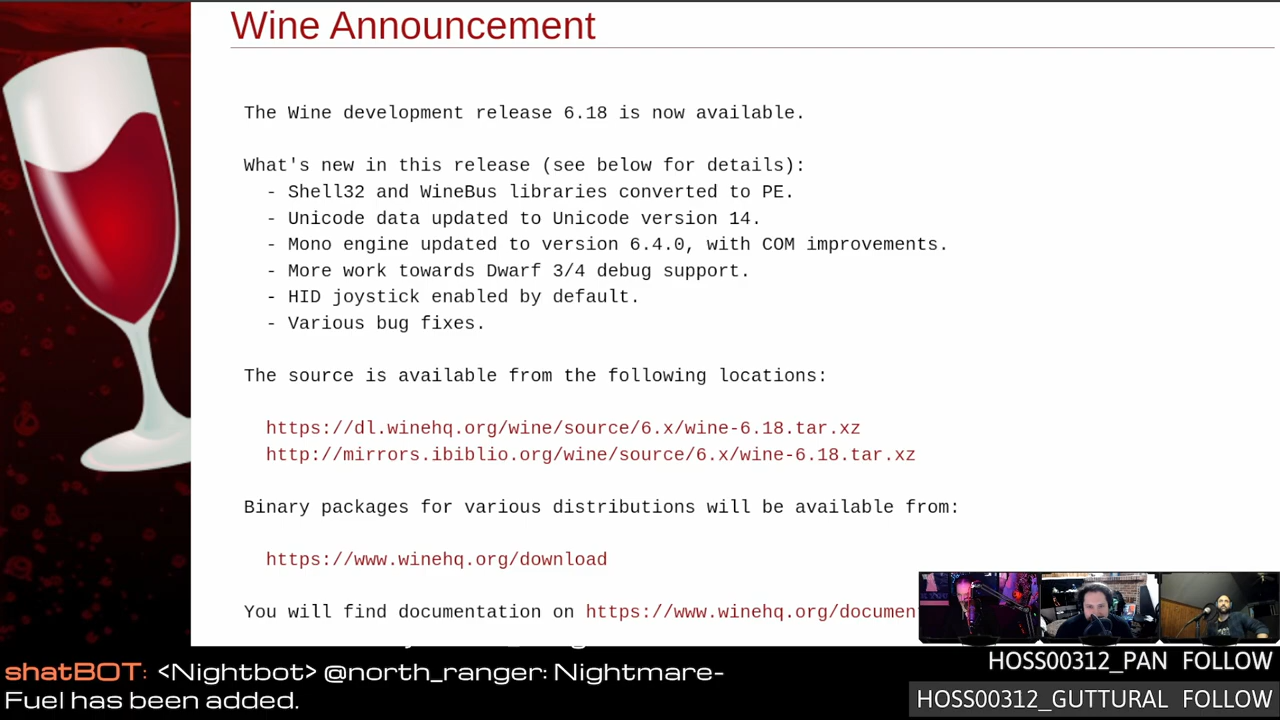 Wine Announcement
The Wine development release 6.18 is now available.
What's new in this release (see below for details):
- Shell32 and WineBus libraries converted to PE.
- Unicode data updated to Unicode version 14.
- Mono engine updated to version 6.4.0, with COM improvements.
- More work towards Dwarf 3/4 debug support.
- HID joystick enabled by default.
- Various bug fixes.
The source is available from the following locations:
https://dl.winehq.org/wine/source/6.x/wine-6.18.tar.xz
http://mirrors.ibiblio.org/wine/source/6.x/wine-6.18.tar.xz
Binary packages for various distributions will be available from:
https://www.winehq.org/download
You will find documentation on https://www.winehq.org/documen
shatBOT: <Nightbot> @north_ranger: Nightmare-
Fuel has been added.
HOSS00312_PAN FOLLOW
HOSS00312_GUTTURAL FOLLOW